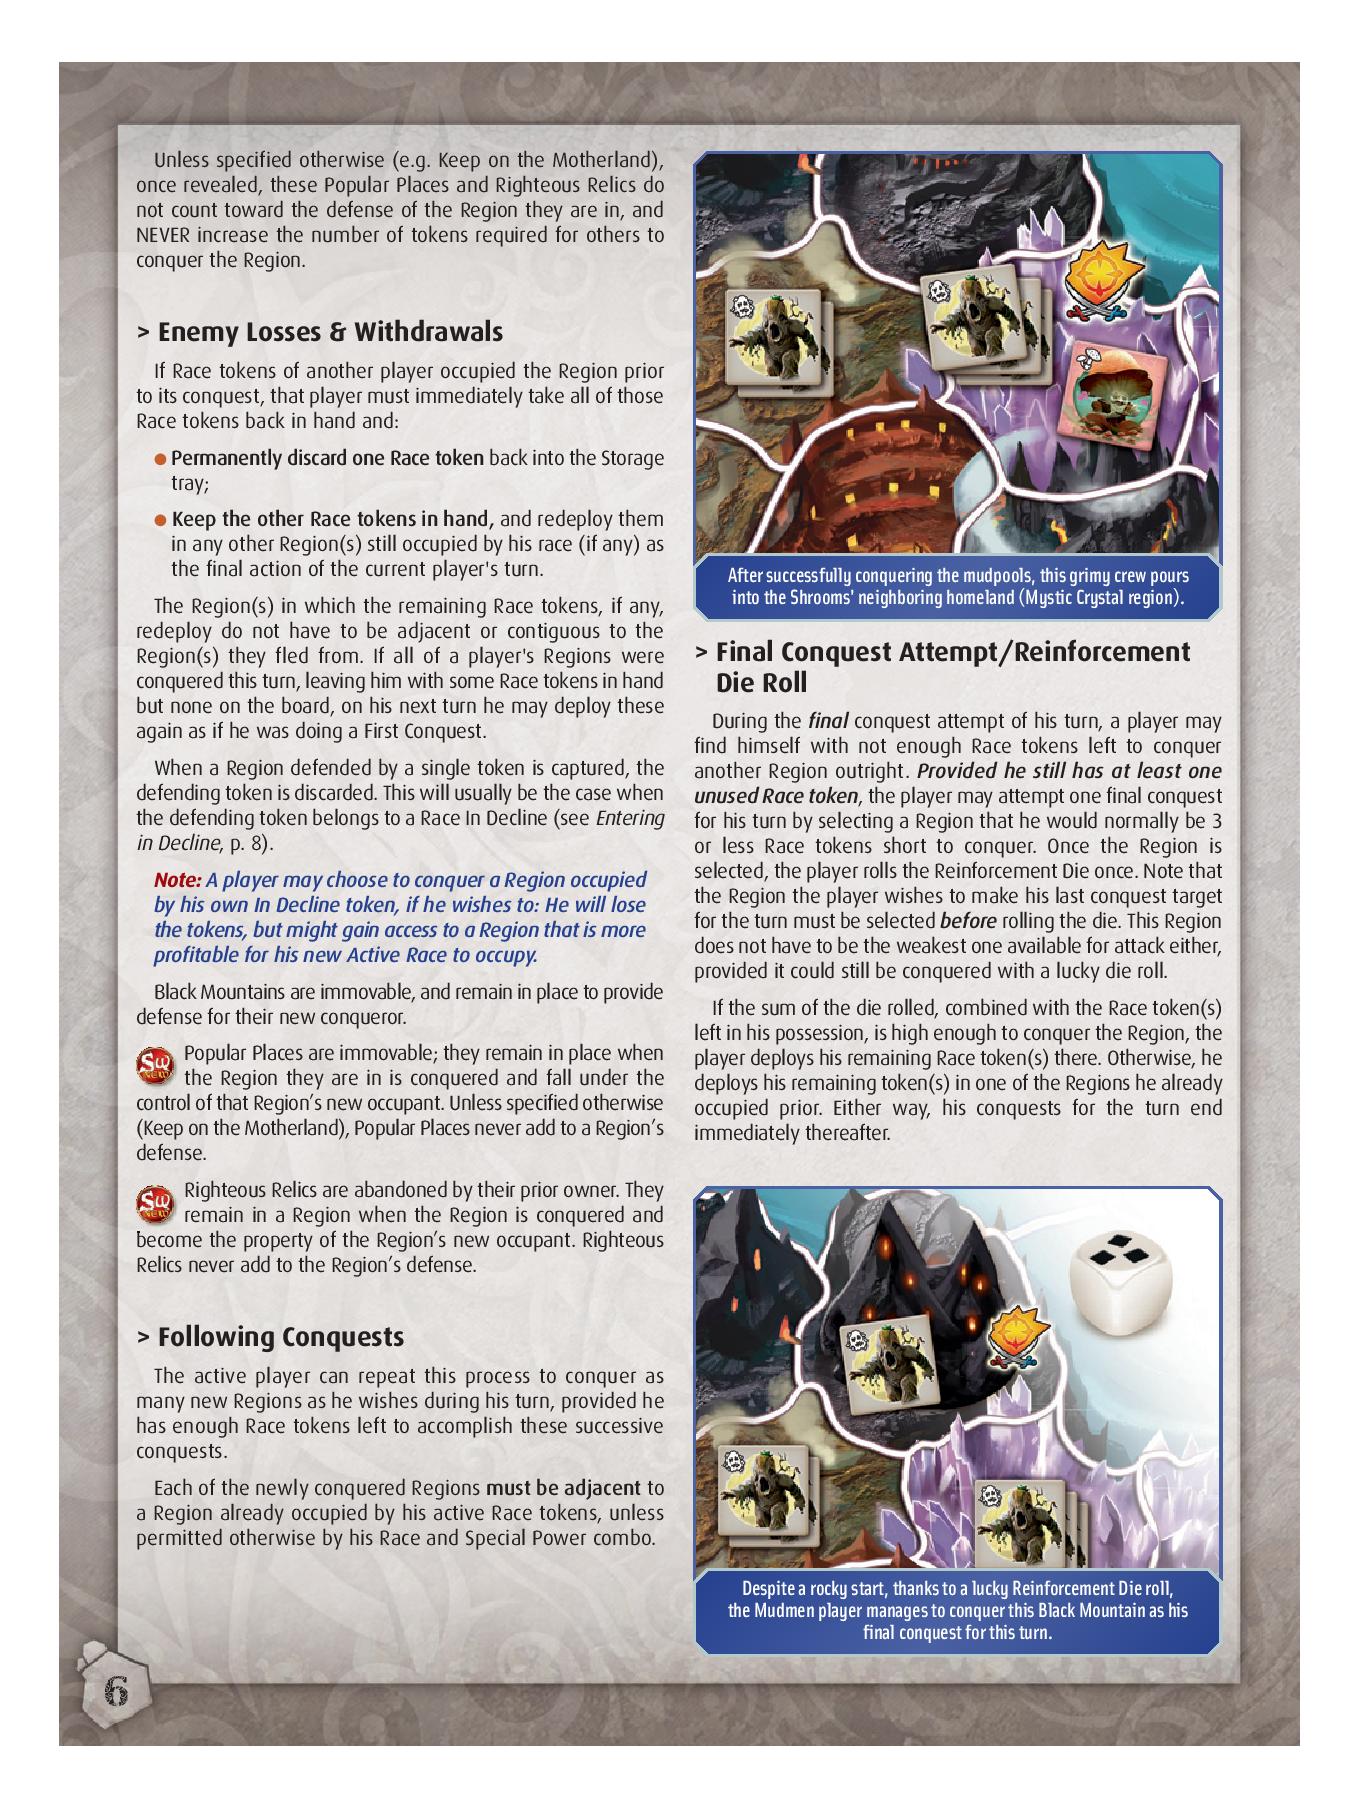 Unless specified otherwise (e.g. Keep on the Motherland),
once revealed, these Popular Places and Righteous Relics do
not count toward the defense of the Region they are in, and
NEVER increase the number of tokens required for others to
conquer the Region.
> Enemy Losses & Withdrawals
If Race tokens of another player occupied the Region prior
to its conquest, that player must immediately take all of those
Race tokens back in hand and:
● Permanently discard one Race token back into the Storage
tray;
● Keep the other Race tokens in hand, and redeploy them
in any other Region(s) still occupied by his race (if any) as
the final action of the current player's turn.
The Region(s) in which the remaining Race tokens, if any,
redeploy do not have to be adjacent or contiguous to the
Region(s) they fled from. If all of a player's Regions were
conquered this turn, leaving him with some Race tokens in hand
but none on the board, on his next turn he may deploy these
again as if he was doing a First Conquest.
When a Region defended by a single token is captured, the
defending token is discarded. This will usually be the case when
the defending token belongs to a Race In Decline (see Entering
in Decline, p. 8).
Note: A player may choose to conquer a Region occupied
by his own In Decline token, if he wishes to: He will lose
the tokens, but might gain access to a Region that is more
profitable for his new Active Race to occupy.
Black Mountains are immovable, and remain in place to provide
defense for their new conqueror.
SW NEW Popular Places are immovable; they remain in place when
the Region they are in is conquered and fall under the
control of that Region’s new occupant. Unless specified otherwise
(Keep on the Motherland), Popular Places never add to a Region’s
defense.
SW NEW Righteous Relics are abandoned by their prior owner. They
remain in a Region when the Region is conquered and
become the property of the Region’s new occupant. Righteous
Relics never add to the Region’s defense.
> Following Conquests
The active player can repeat this process to conquer as
many new Regions as he wishes during his turn, provided he
has enough Race tokens left to accomplish these successive
conquests.
Each of the newly conquered Regions must be adjacent to
a Region already occupied by his active Race tokens, unless
permitted otherwise by his Race and Special Power combo.
After successfully conquering the mudpools, this grimy crew pours
into the Shrooms' neighboring homeland (Mystic Crystal region).
> Final Conquest Attempt/Reinforcement
Die Roll
During the final conquest attempt of his turn, a player may
find himself with not enough Race tokens left to conquer
another Region outright. Provided he still has at least one
unused Race token, the player may attempt one final conquest
for his turn by selecting a Region that he would normally be 3
or less Race tokens short to conquer. Once the Region is
selected, the player rolls the Reinforcement Die once. Note that
the Region the player wishes to make his last conquest target
for the turn must be selected before rolling the die. This Region
does not have to be the weakest one available for attack either,
provided it could still be conquered with a lucky die roll.
If the sum of the die rolled, combined with the Race token(s)
left in his possession, is high enough to conquer the Region, the
player deploys his remaining Race token(s) there. Otherwise, he
deploys his remaining token(s) in one of the Regions he already
occupied prior. Either way, his conquests for the turn end
immediately thereafter.
Despite a rocky start, thanks to a lucky Reinforcement Die roll,
the Mudmen player manages to conquer this Black Mountain as his
final conquest for this turn.
6